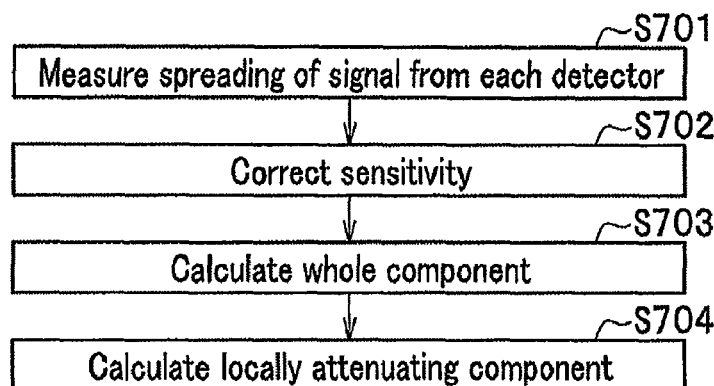 S701
Measure spreading of signal from each detector
S702
Correct sensitivity
S703
Calculate whole component
S704
Calculate locally attenuating component